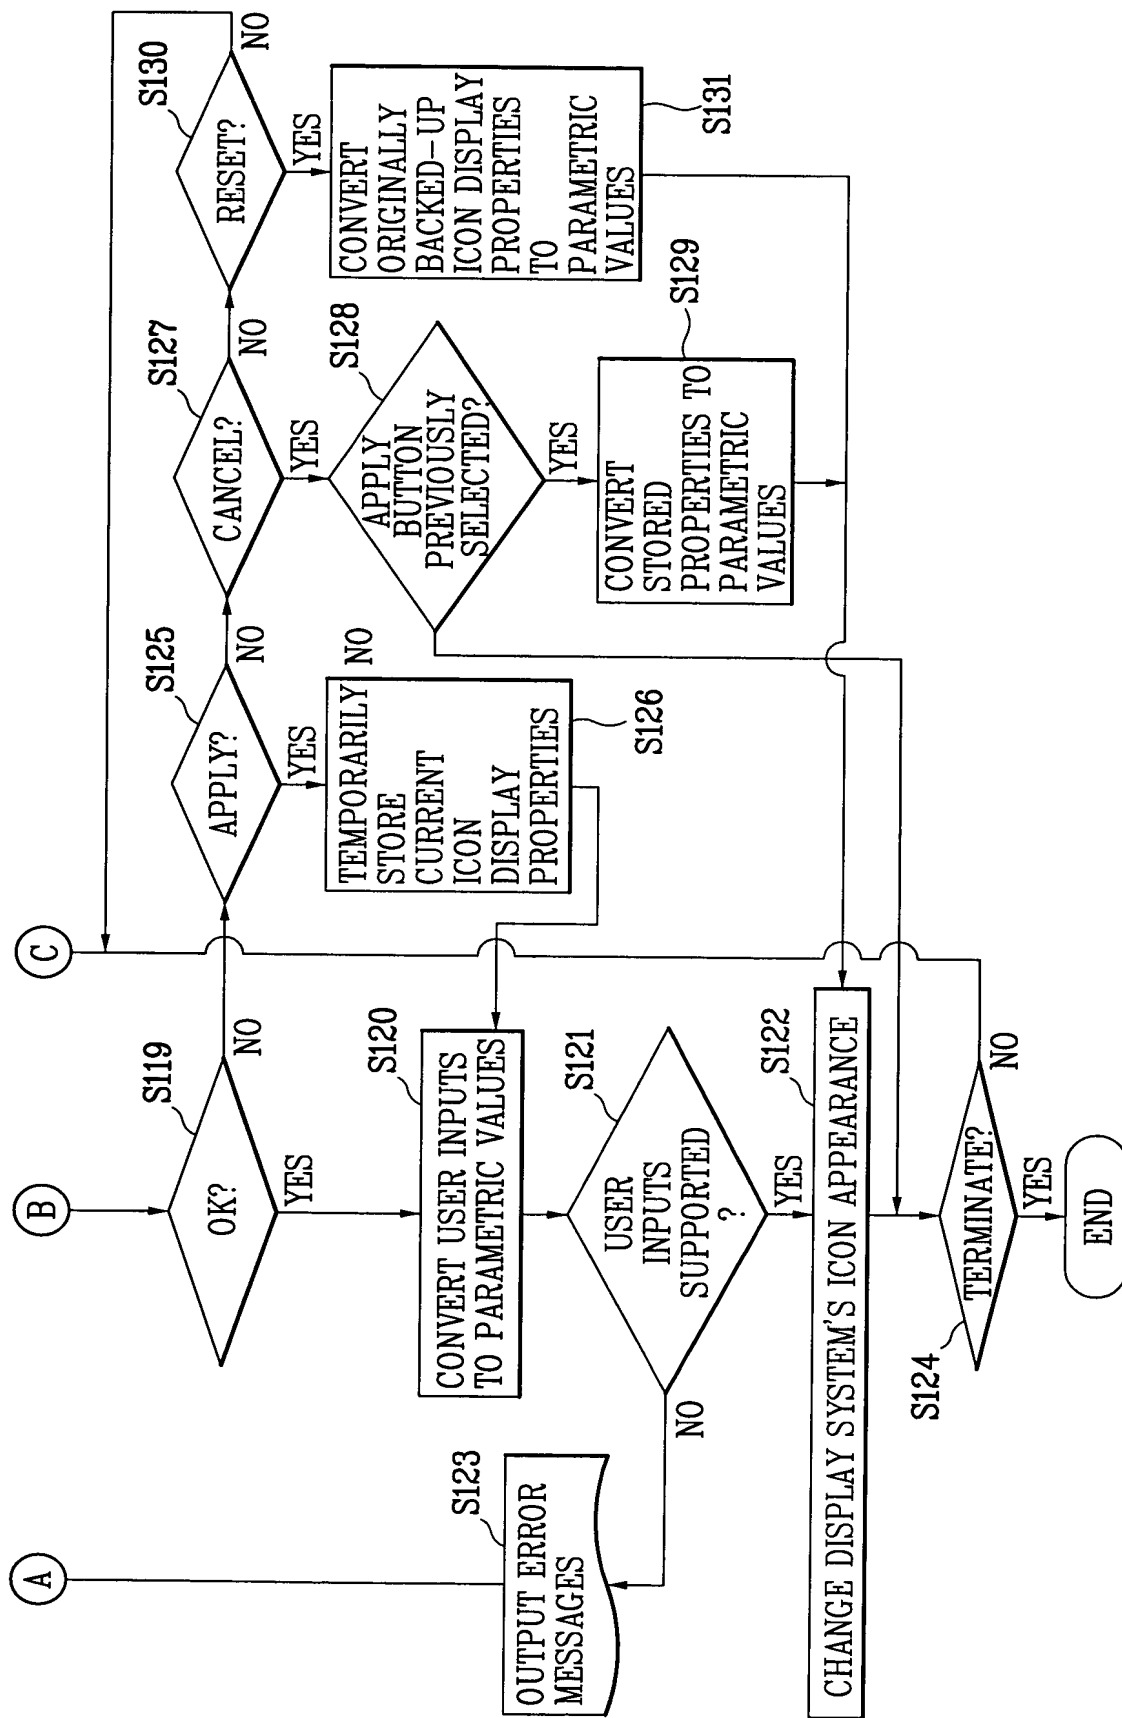 A
B
C
S119
OK?
NO
YES
S125
APPLY?
NO
YES
S127
CANCEL?
NO
YES
S130
RESET?
NO
YES
S120
CONVERT USER INPUTS
TO PARAMETRIC VALUES
TEMPORARILY
STORE
CURRENT
ICON
DISPLAY
PROPERTIES
S126
NO
S128
APPLY
BUTTON
PREVIOUSLY
SELECTED?
YES
CONVERT
ORIGINALLY
BACKED-UP
ICON DISPLAY
PROPERTIES
TO
PARAMETRIC
VALUES
S131
S123
OUTPUT ERROR
MESSAGES
S121
USER
INPUTS
SUPPORTED
?
NO
YES
CONVERT
STORED
PROPERTIES TO
PARAMETRIC
VALUES
S129
S122
CHANGE DISPLAY SYSTEM'S ICON APPEARANCE
S124
TERMINATE?
NO
YES
END